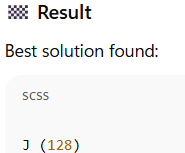 Result
Best solution found:
scss
J (128)